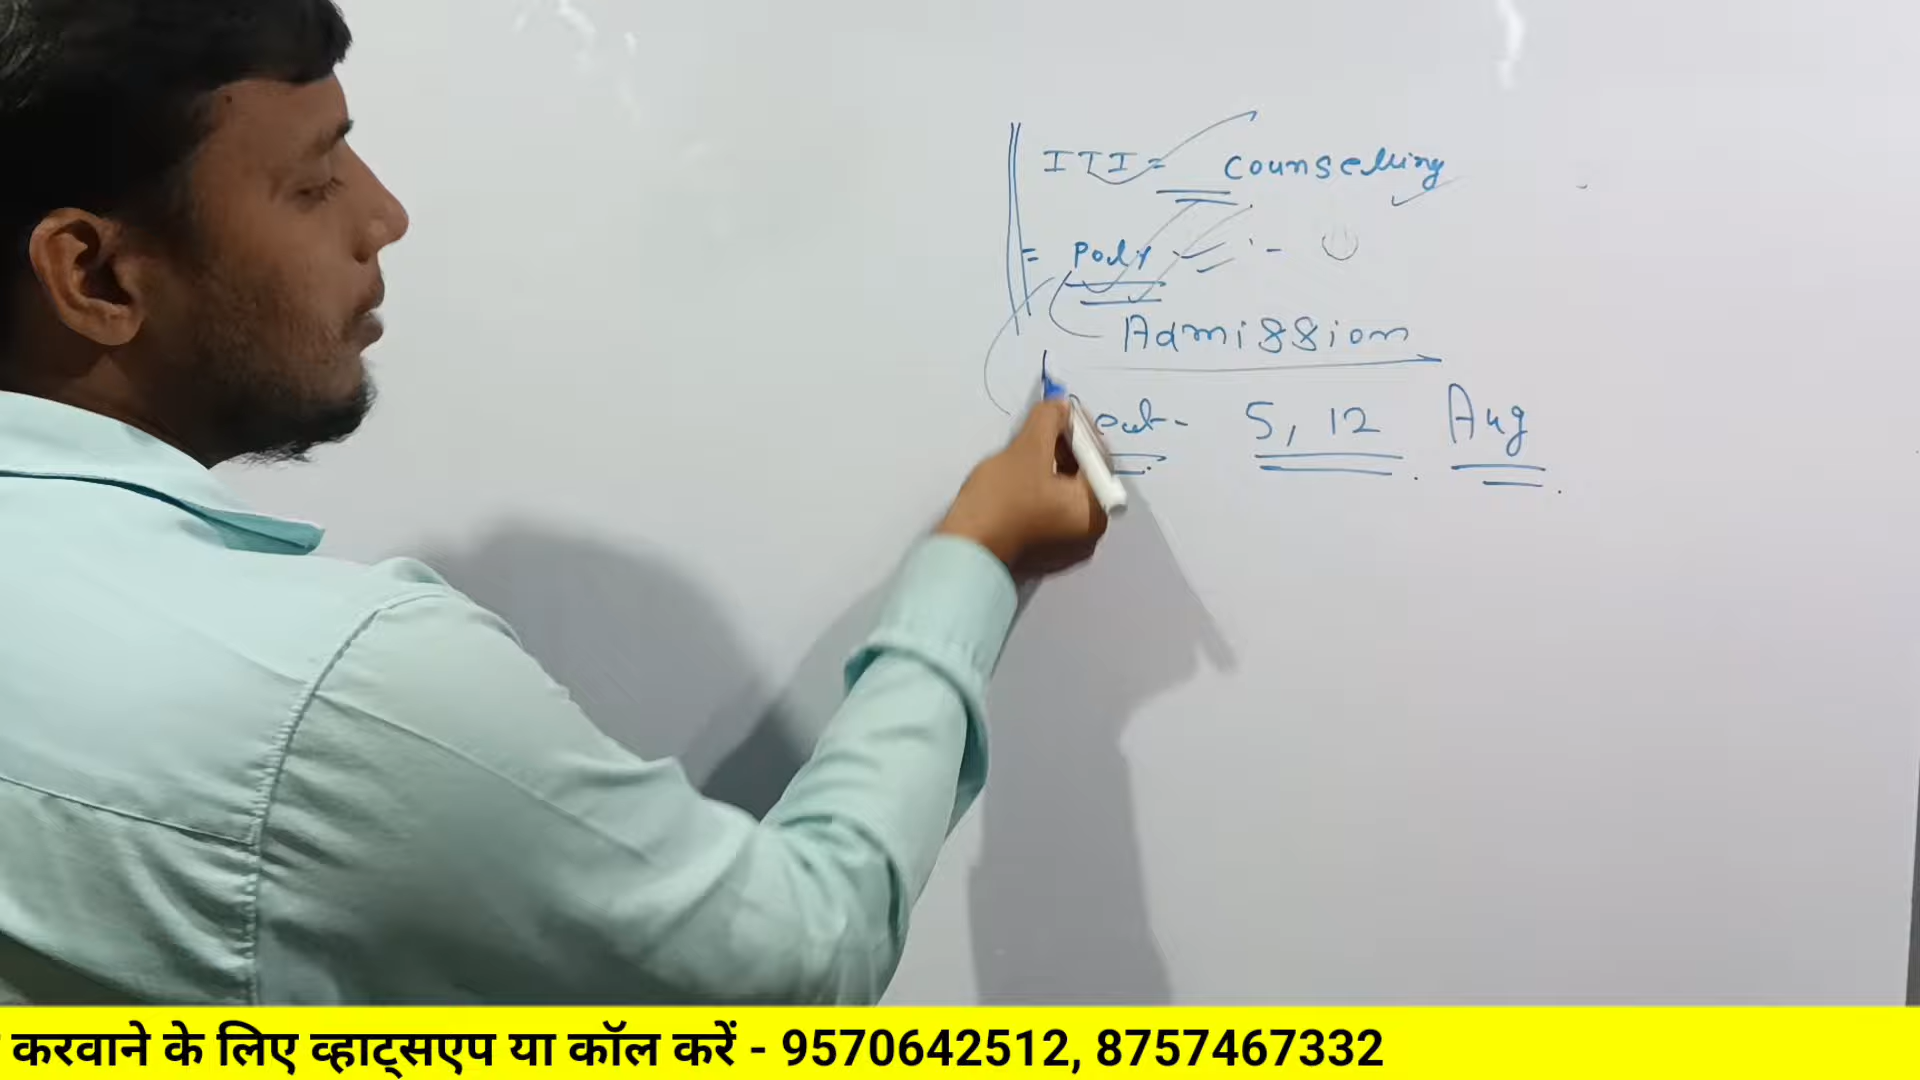 ITI = Counselling
= Poly -
Admission
5, 12 Aug
करवाने के लिए व्हाट्सएप या कॉल करें - 9570642512, 8757467332